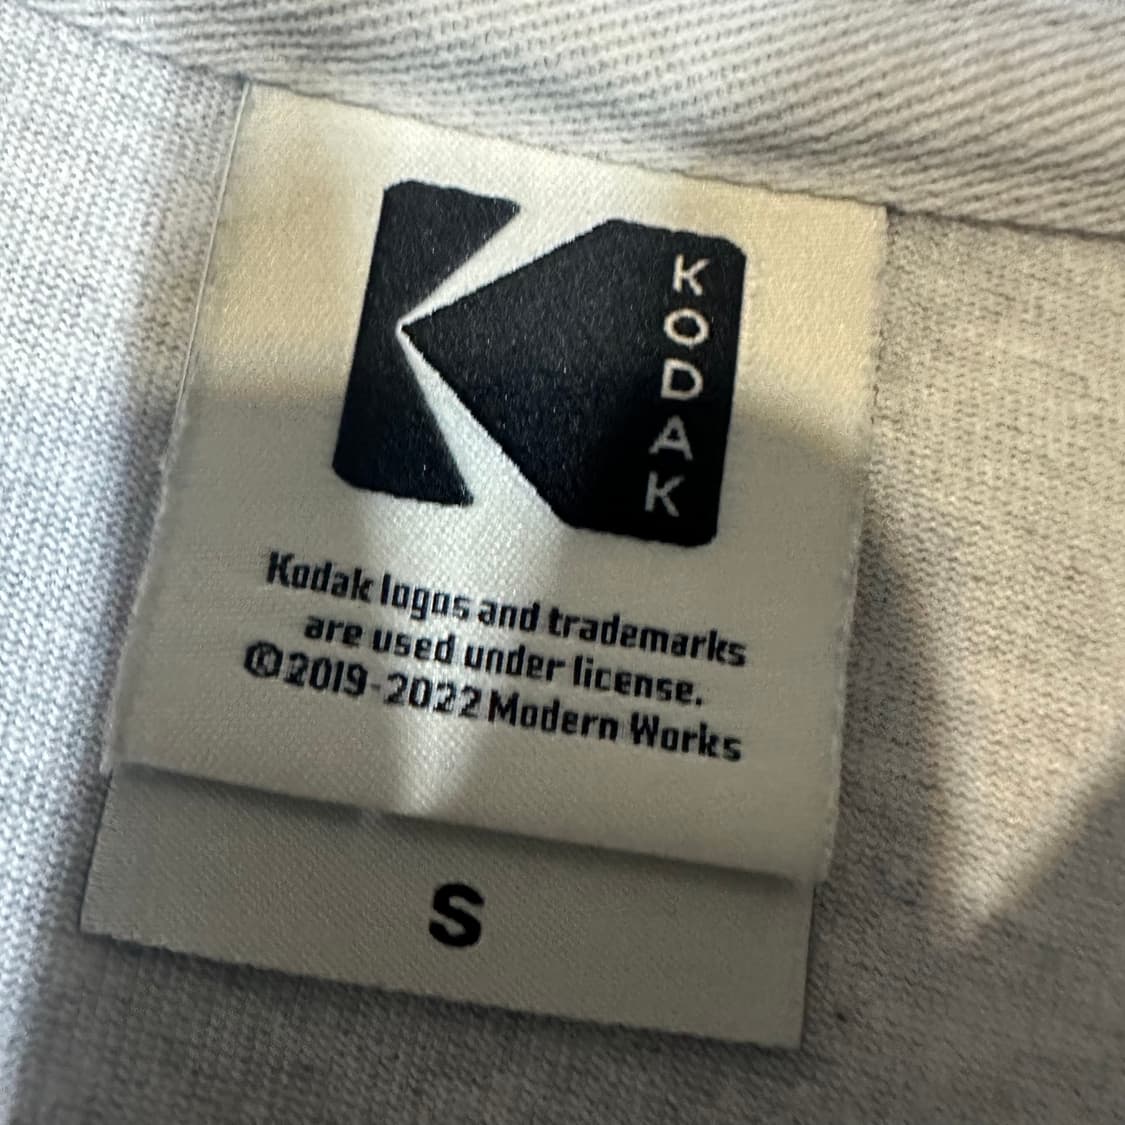 KODAK
Kodak logos and trademarks
are used under license.
©2019-2022 Modern Works
S